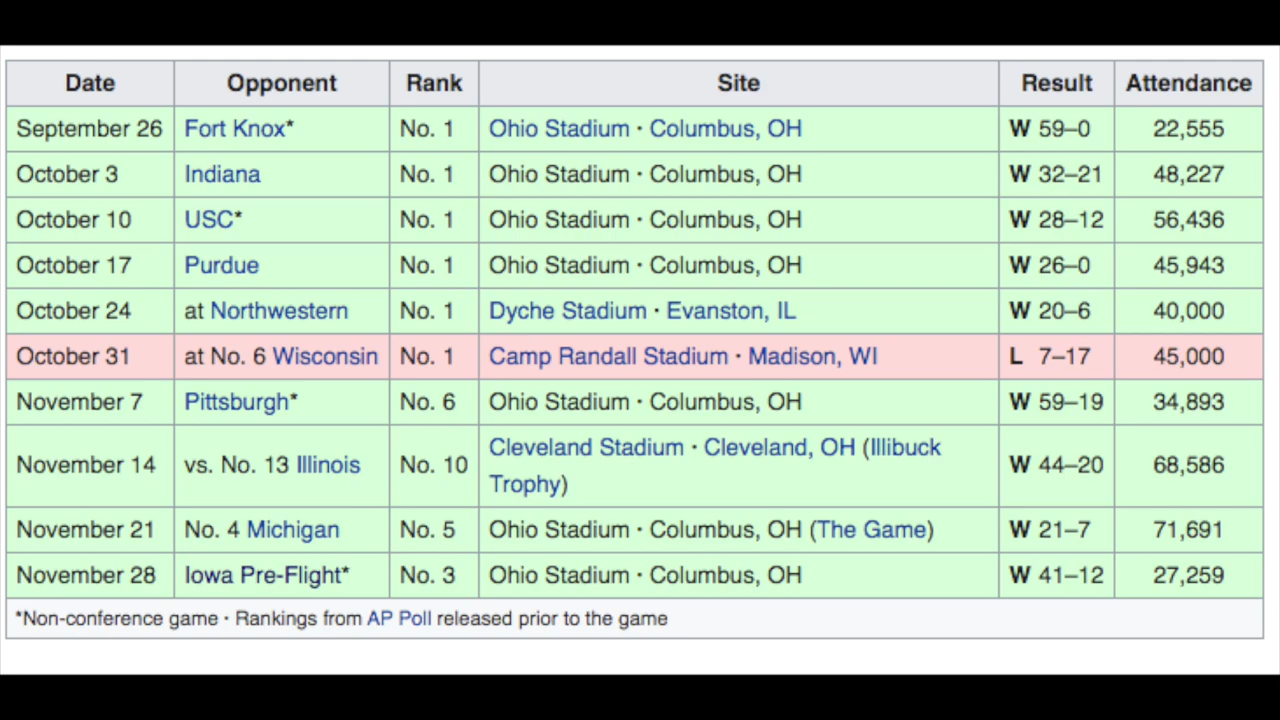 Date Opponent Rank Site Result Attendance
September 26 Fort Knox* No. 1 Ohio Stadium · Columbus, OH W 59–0 22,555
October 3 Indiana No. 1 Ohio Stadium · Columbus, OH W 32–21 48,227
October 10 USC* No. 1 Ohio Stadium · Columbus, OH W 28–12 56,436
October 17 Purdue No. 1 Ohio Stadium · Columbus, OH W 26–0 45,943
October 24 at Northwestern No. 1 Dyche Stadium · Evanston, IL W 20–6 40,000
October 31 at No. 6 Wisconsin No. 1 Camp Randall Stadium · Madison, WI L 7–17 45,000
November 7 Pittsburgh* No. 6 Ohio Stadium · Columbus, OH W 59–19 34,893
November 14 vs. No. 13 Illinois No. 10 Cleveland Stadium · Cleveland, OH (Illibuck
Trophy) W 44–20 68,586
November 21 No. 4 Michigan No. 5 Ohio Stadium · Columbus, OH (The Game) W 21–7 71,691
November 28 Iowa Pre-Flight* No. 3 Ohio Stadium · Columbus, OH W 41–12 27,259
*Non-conference game · Rankings from AP Poll released prior to the game